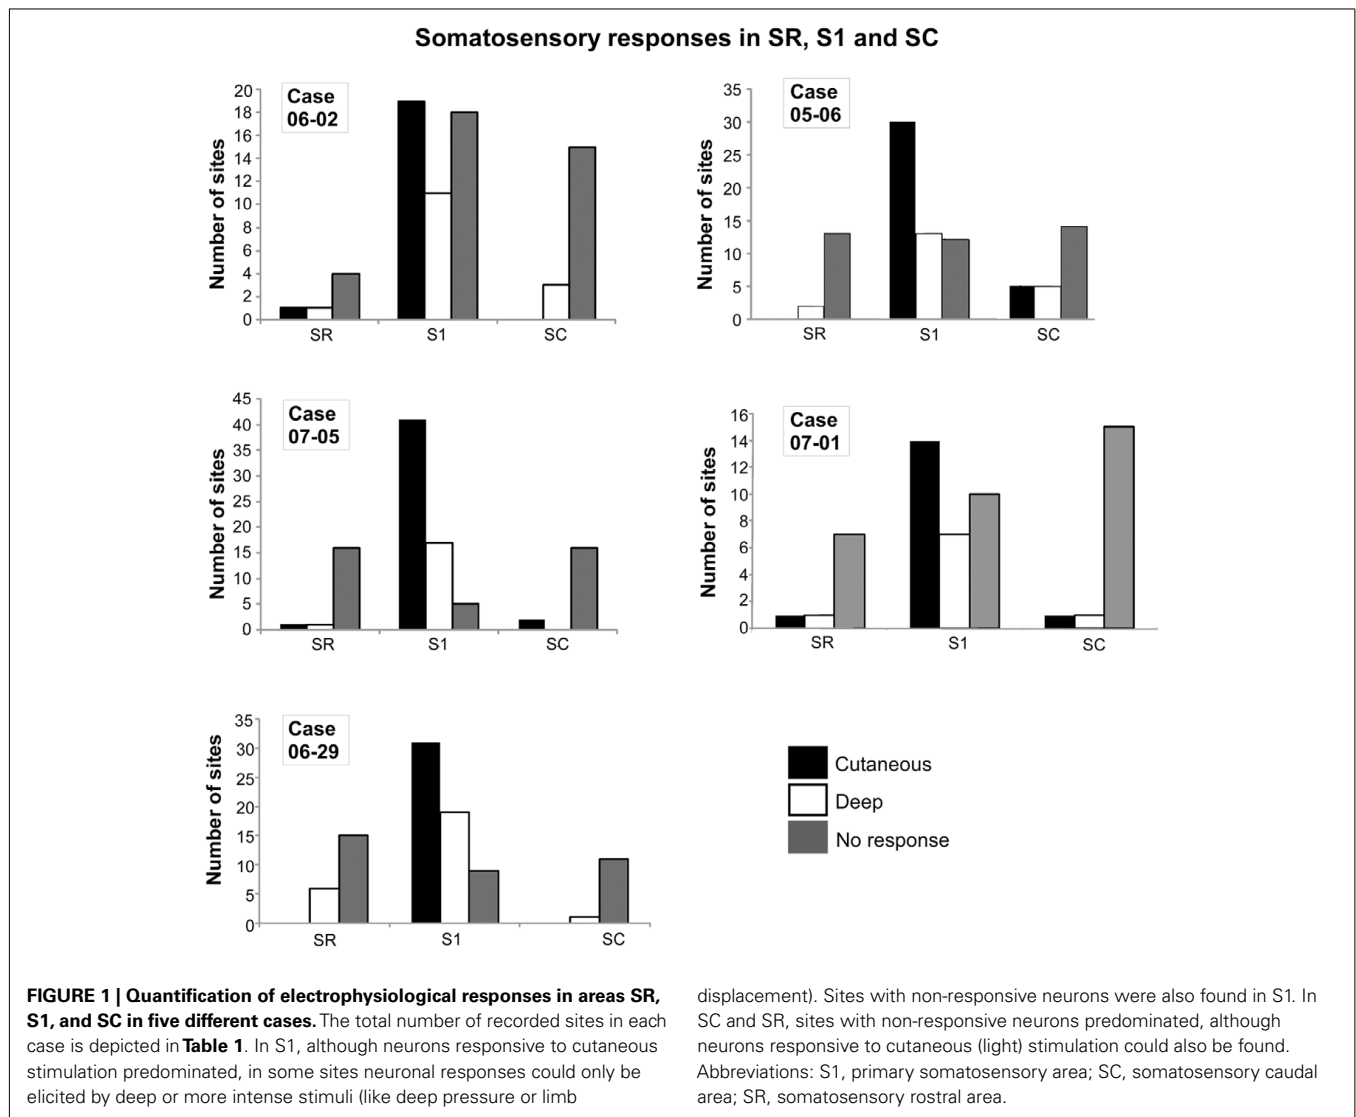 Somatosensory responses in SR, S1 and SC
Case
06-02
Number of sites
20
18
16
14
12
10
8
6
4
2
0
SR
S1
SC
Case
05-06
Number of sites
35
30
25
20
15
10
5
0
SR
S1
SC
Case
07-05
Number of sites
45
40
35
30
25
20
15
10
5
0
SR
S1
SC
Case
07-01
Number of sites
16
14
12
10
8
6
4
2
0
SR
S1
SC
Case
06-29
Number of sites
35
30
25
20
15
10
5
0
SR
S1
SC
Cutaneous
Deep
No response
FIGURE 1 | Quantification of electrophysiological responses in areas SR,
S1, and SC in five different cases. The total number of recorded sites in each
case is depicted in Table 1. In S1, although neurons responsive to cutaneous
stimulation predominated, in some sites neuronal responses could only be
elicited by deep or more intense stimuli (like deep pressure or limb
displacement). Sites with non-responsive neurons were also found in S1. In
SC and SR, sites with non-responsive neurons predominated, although
neurons responsive to cutaneous (light) stimulation could also be found.
Abbreviations: S1, primary somatosensory area; SC, somatosensory caudal
area; SR, somatosensory rostral area.